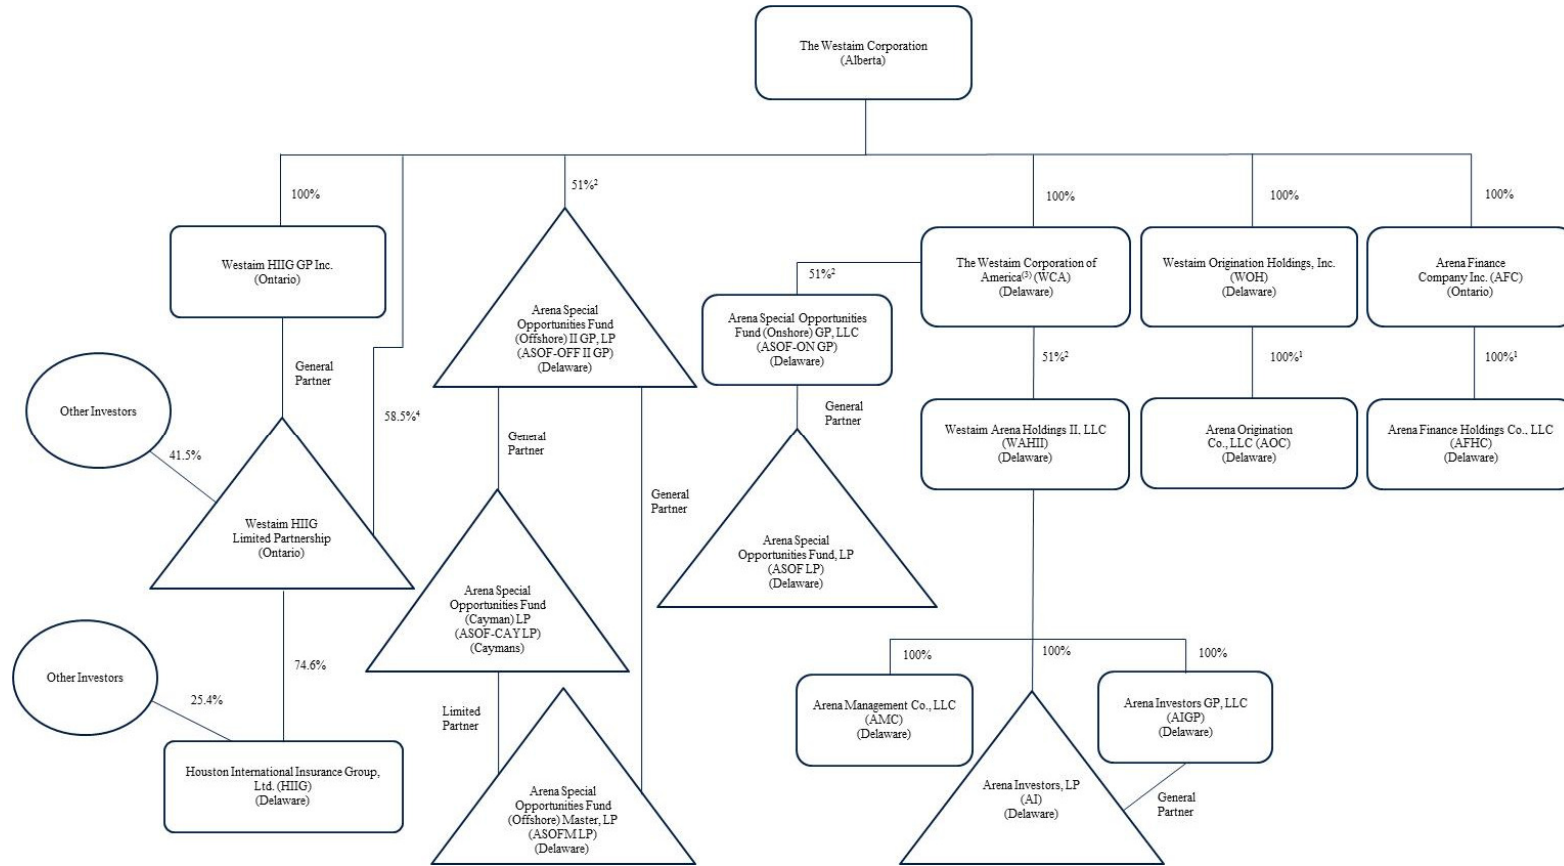 The Westaim Corporation
(Alberta)
100%
51%²
100%
100%
100%
Westaim HIIG GP Inc.
(Ontario)
Arena Special
Opportunities Fund
(Offshore) II GP, LP
(ASOF-OFF II GP)
(Delaware)
51%²
The Westaim Corporation of
America⁽³⁾ (WCA)
(Delaware)
Westaim Origination Holdings, Inc.
(WOH)
(Delaware)
Arena Finance
Company Inc. (AFC)
(Ontario)
Arena Special Opportunities
Fund (Onshore) GP, LLC
(ASOF-ON GP)
(Delaware)
General
Partner
58.5%⁴
51%²
100%¹
100%¹
Other Investors
41.5%
General
Partner
General
Partner
Westaim Arena Holdings II, LLC
(WAHII)
(Delaware)
Arena Origination
Co., LLC (AOC)
(Delaware)
Arena Finance Holdings Co., LLC
(AFHC)
(Delaware)
Westaim HIIG
Limited Partnership
(Ontario)
General
Partner
Arena Special
Opportunities Fund, LP
(ASOF LP)
(Delaware)
Arena Special
Opportunities Fund
(Cayman) LP
(ASOF-CAY LP)
(Caymans)
Other Investors
25.4%
74.6%
Limited
Partner
100%
100%
100%
Houston International Insurance Group,
Ltd. (HIIG)
(Delaware)
Arena Special
Opportunities Fund
(Offshore) Master, LP
(ASOFM LP)
(Delaware)
Arena Management Co., LLC
(AMC)
(Delaware)
Arena Investors, LP
(AI)
(Delaware)
Arena Investors GP, LLC
(AIGP)
(Delaware)
General
Partner